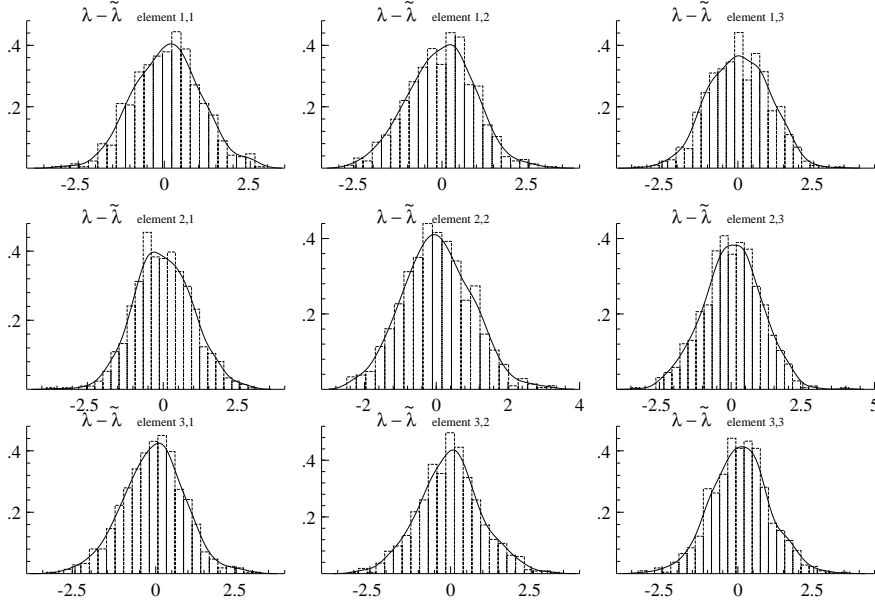 λ − λ̃ element 1,1
λ − λ̃ element 1,2
λ − λ̃ element 1,3
.4
.4
.4
.2
.2
.2
-2.5 0 2.5
-2.5 0 2.5
-2.5 0 2.5
λ − λ̃ element 2,1
λ − λ̃ element 2,2
λ − λ̃ element 2,3
.4
.4
.4
.2
.2
.2
-2.5 0 2.5
-2 0 2 4
-2.5 0 2.5 5
λ − λ̃ element 3,1
λ − λ̃ element 3,2
λ − λ̃ element 3,3
.4
.4
.4
.2
.2
.2
-2.5 0 2.5
-2.5 0 2.5
-2.5 0 2.5